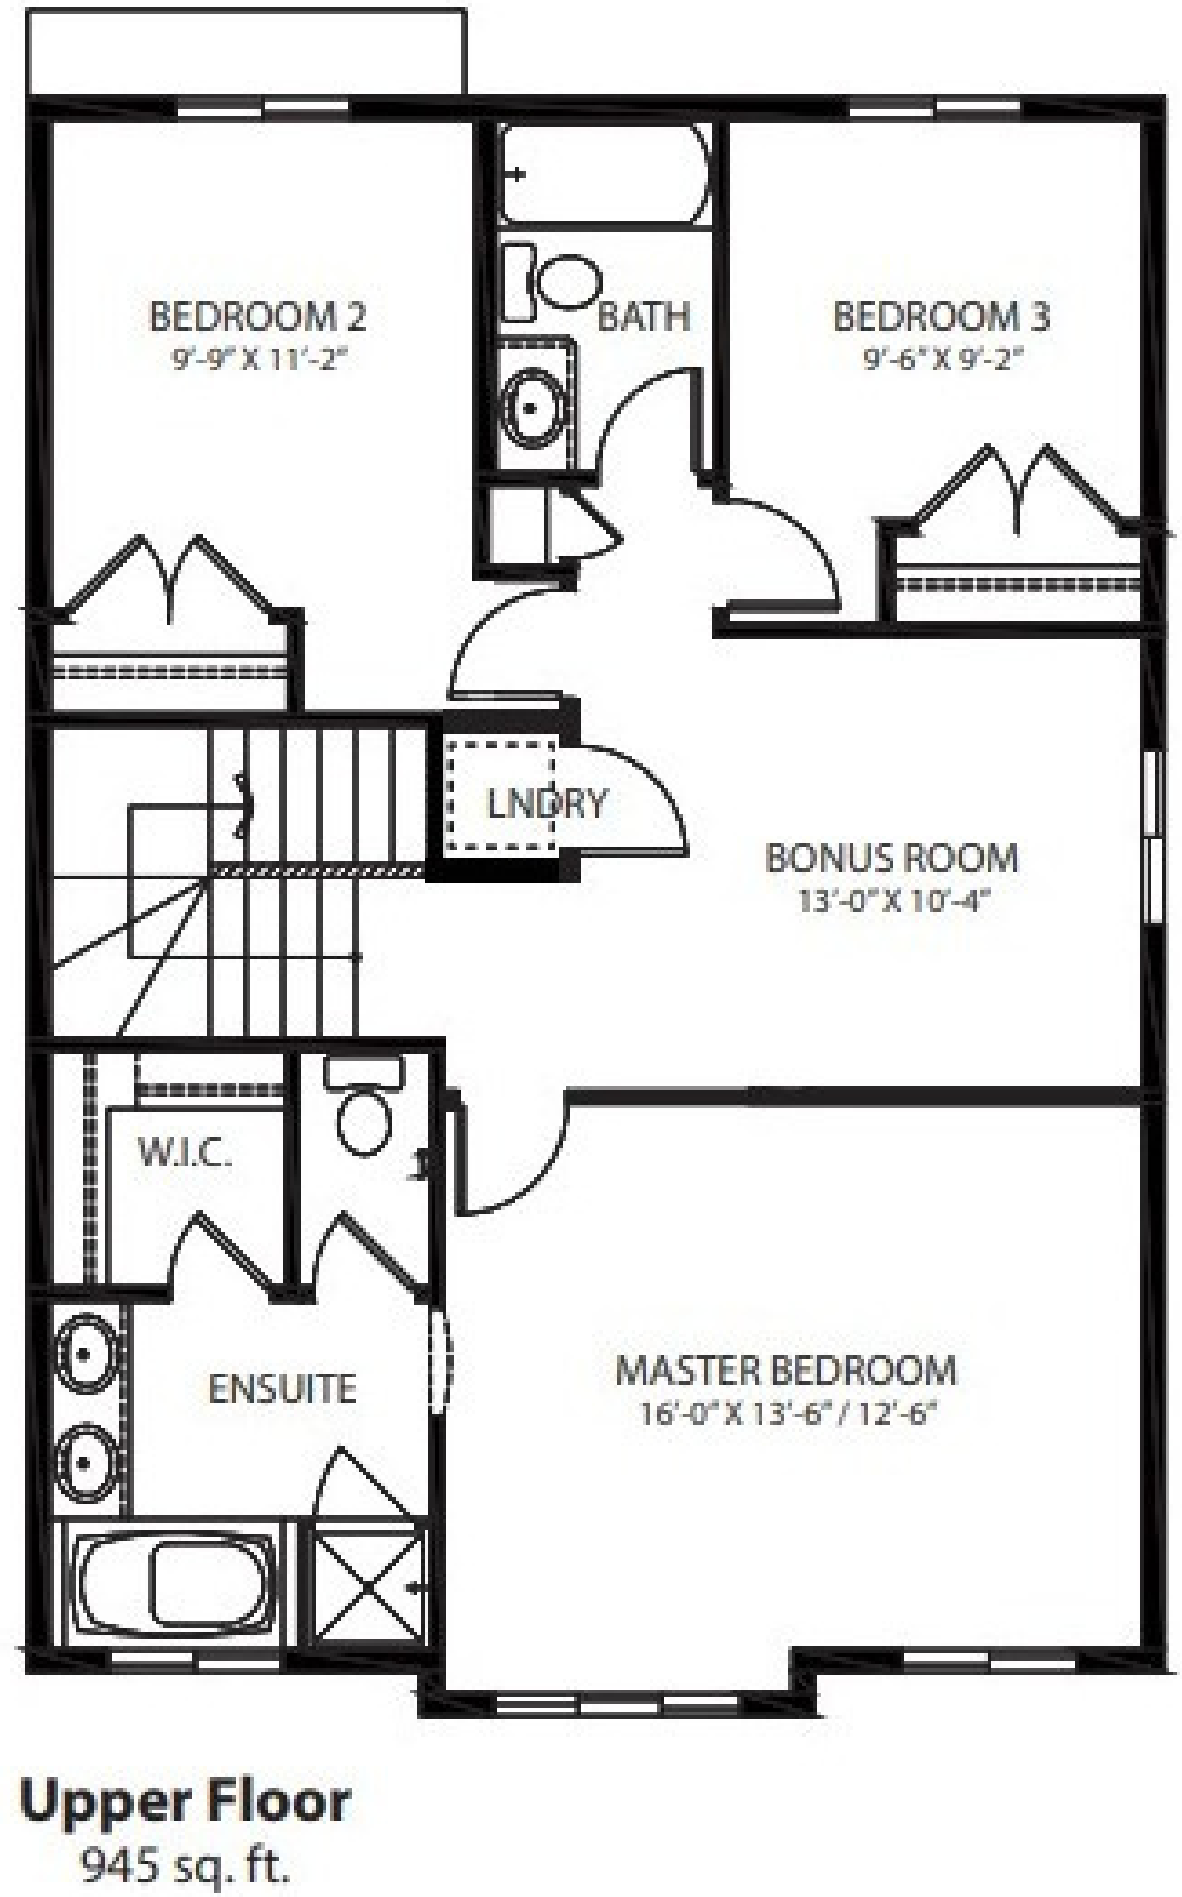 BEDROOM 2
9'-9" X 11'-2"
BATH
BEDROOM 3
9'-6" X 9'-2"
LNDRY
BONUS ROOM
13'-0" X 10'-4"
W.I.C.
ENSUITE
MASTER BEDROOM
16'-0" X 13'-6" / 12'-6"
Upper Floor
945 sq. ft.